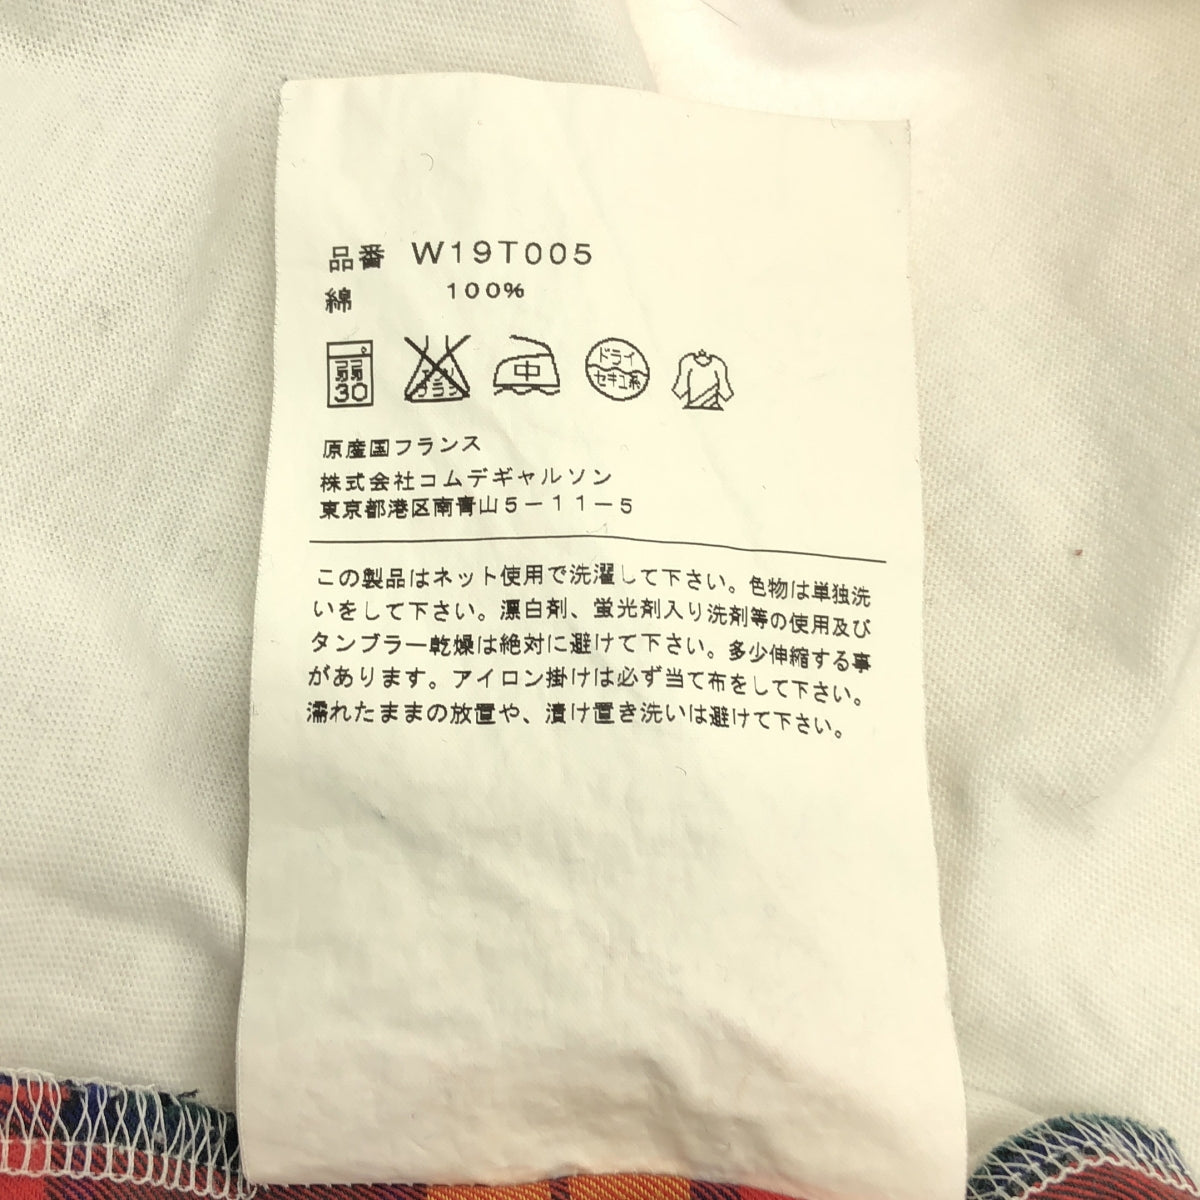 品番 W19T005
綿 100%
弱
30
エンソ
サラシ
中
ドライ
セキユ系
原産国フランス
株式会社コムデギャルソン
東京都港区南青山5-11-5
この製品はネット使用で洗濯して下さい。色物は単独洗
いをして下さい。漂白剤、蛍光剤入り洗剤等の使用及び
タンブラー乾燥は絶対に避けて下さい。多少伸縮する事
があります。アイロン掛けは必ず当て布をして下さい。
濡れたままの放置や、漬け置き洗いは避けて下さい。